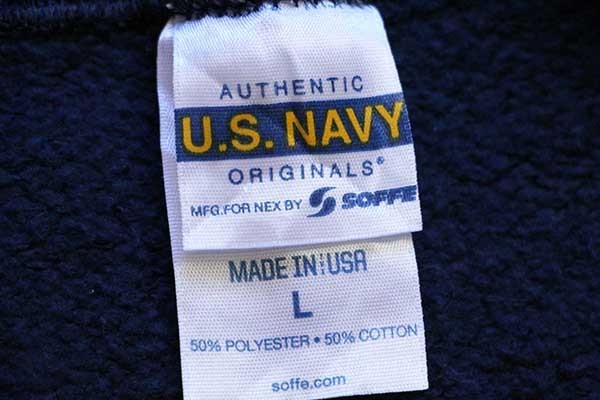 AUTHENTIC
U.S. NAVY
ORIGINALS®
MFG.FOR NEX BY SOFFE
MADE IN USA
L
50% POLYESTER • 50% COTTON
soffe.com